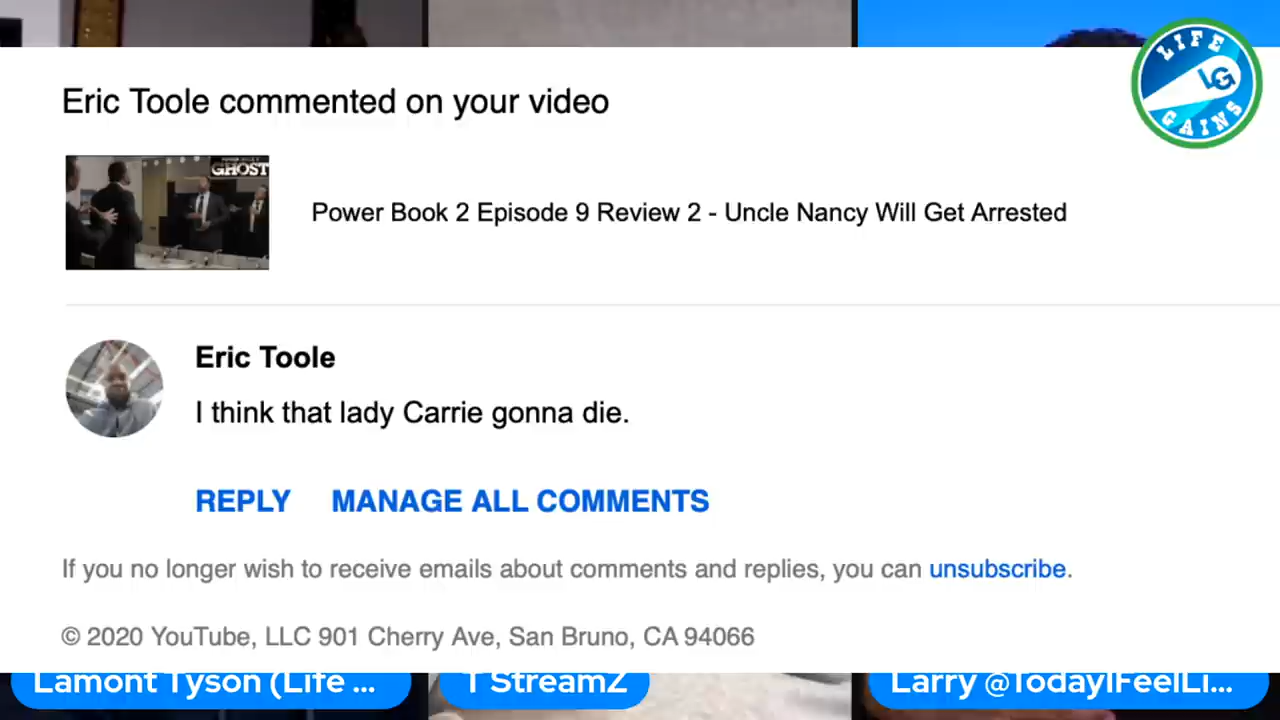 LIFE
LG
GAINS
Eric Toole commented on your video
GHOST
Power Book 2 Episode 9 Review 2 - Uncle Nancy Will Get Arrested
Eric Toole
I think that lady Carrie gonna die.
REPLY MANAGE ALL COMMENTS
If you no longer wish to receive emails about comments and replies, you can unsubscribe.
© 2020 YouTube, LLC 901 Cherry Ave, San Bruno, CA 94066
Lamont Tyson (Life ...
T StreamZ
Larry @TodayIFeelLi...